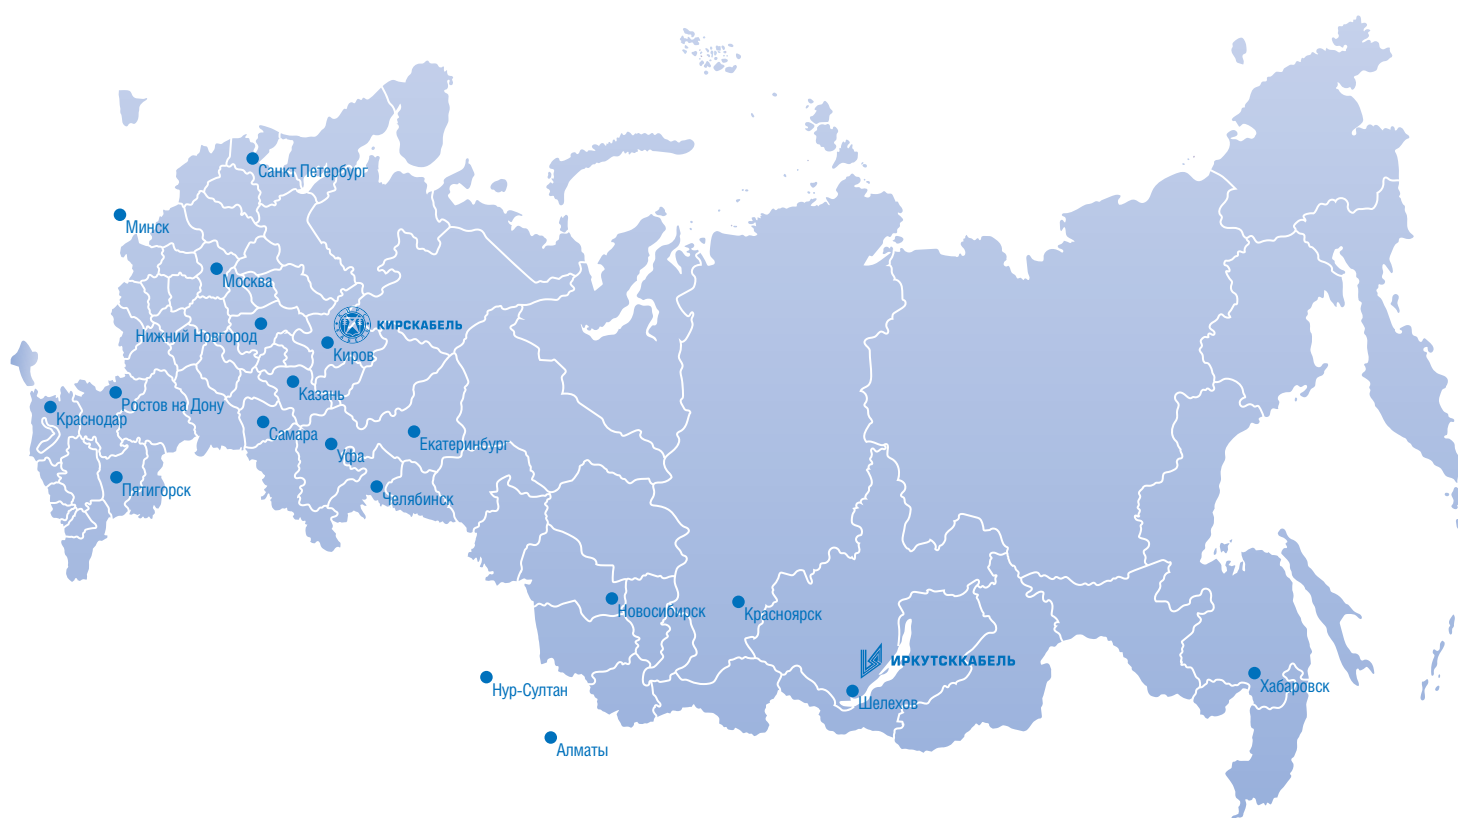 Санкт Петербург
Минск
Москва
КИРСКАБЕЛЬ
Нижний Новгород
Киров
Казань
Ростов на Дону
Краснодар
Самара
Екатеринбург
Уфа
Пятигорск
Челябинск
Новосибирск
Красноярск
ИРКУТСККАБЕЛЬ
Нур-Султан
Хабаровск
Шелехов
Алматы